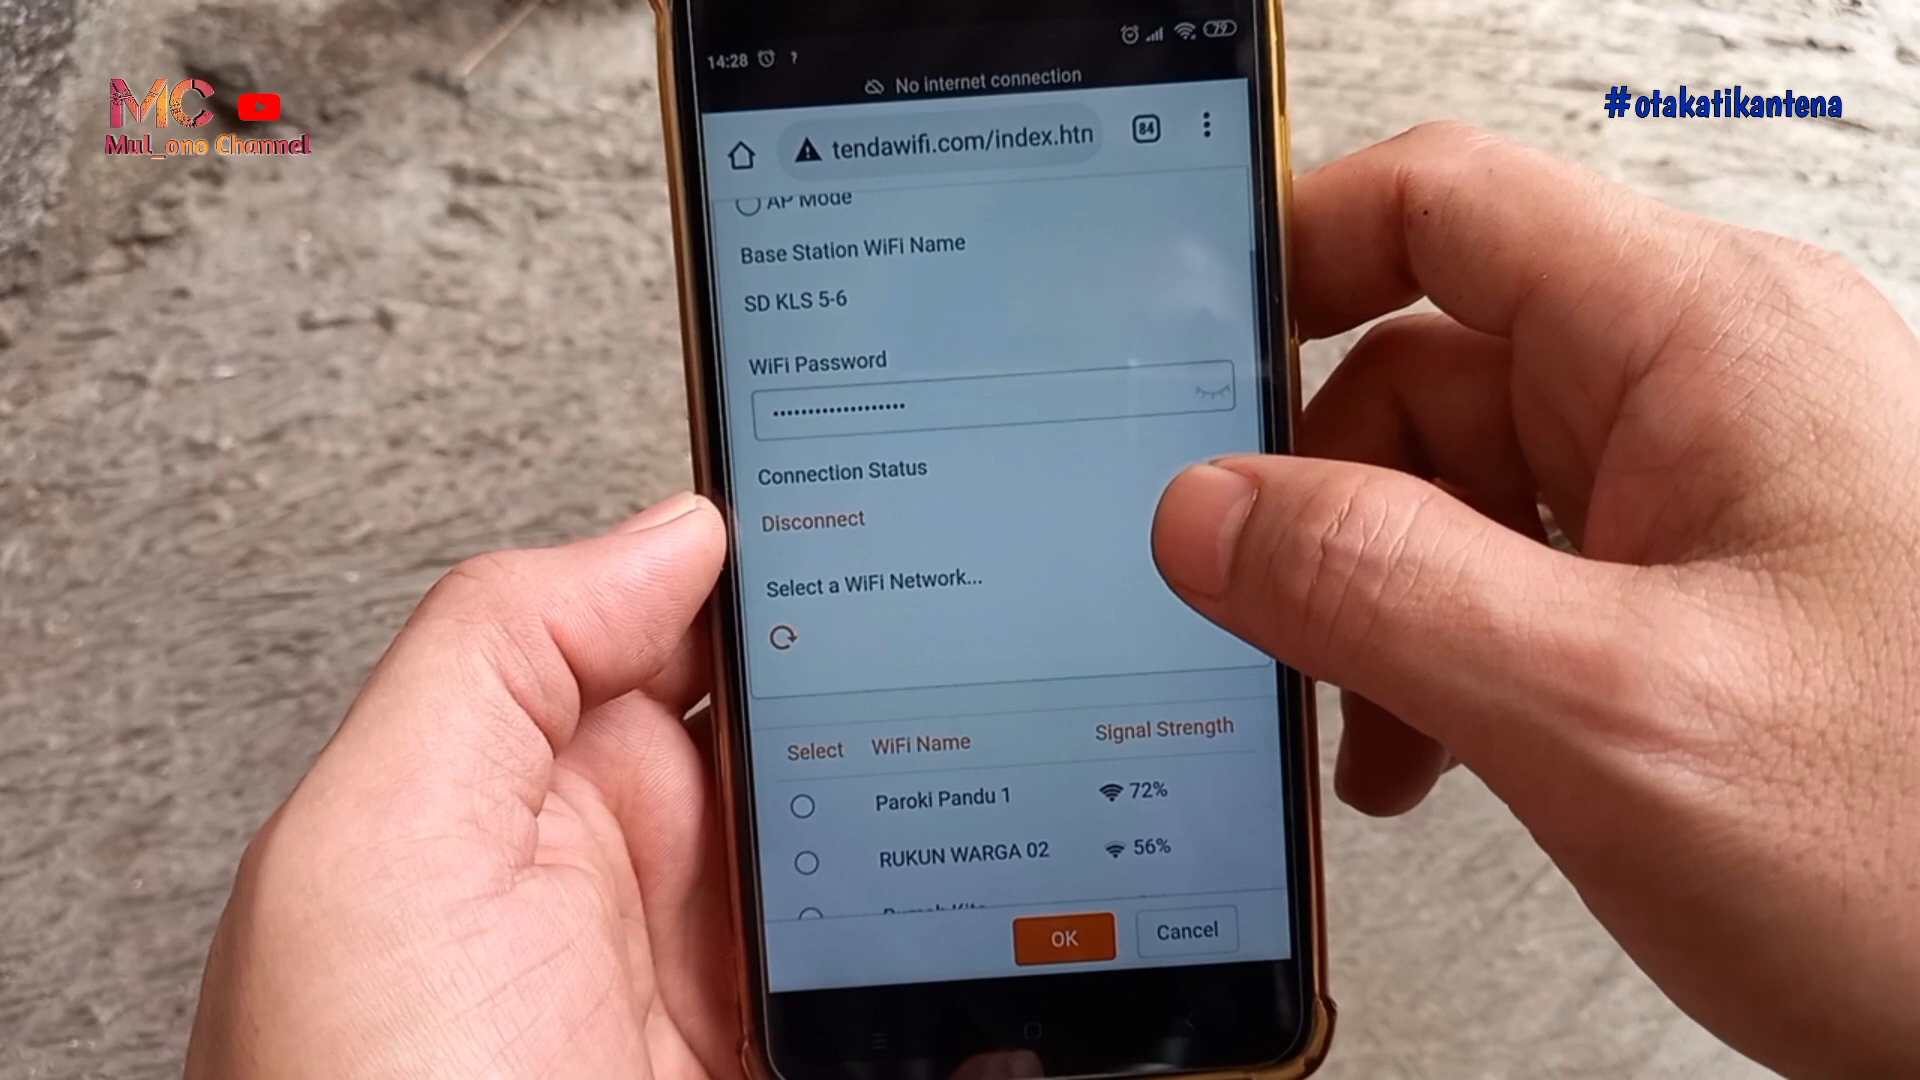 MC
Mul_ono Channel
#otakatikantena
14:28
79
No internet connection
tendawifi.com/index.htn
84
AP Mode
Base Station WiFi Name
SD KLS 5-6
WiFi Password
Connection Status
Disconnect
Select a WiFi Network...
Select WiFi Name Signal Strength
Paroki Pandu 1 72%
RUKUN WARGA 02 56%
OK Cancel